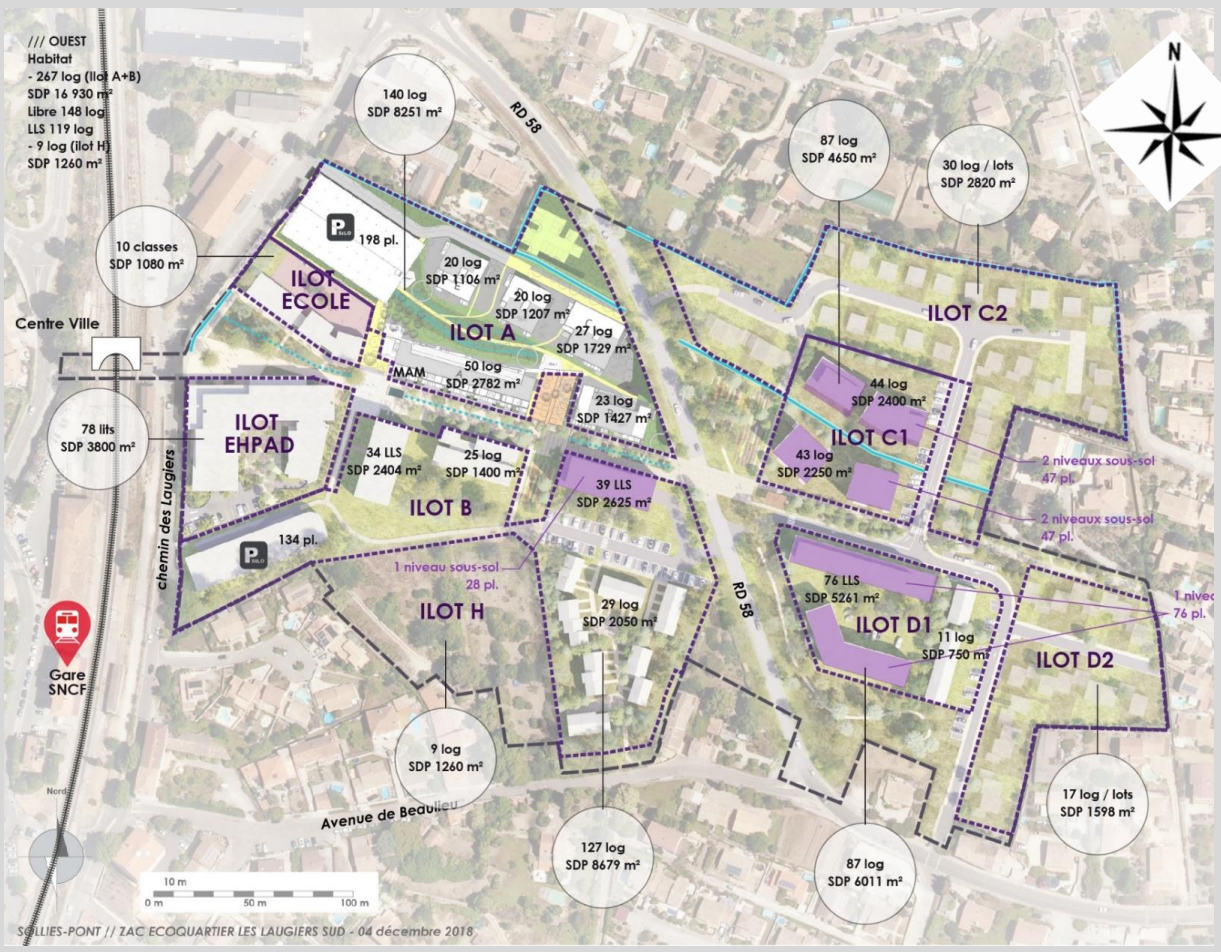 /// OUEST
Habitat
- 267 log (Ilot A+B)
SDP 16 930 m²
Libre 148 log
LLS 119 log
- 9 log (ilot H)
SDP 1260 m²
140 log
SDP 8251 m²
RD 58
87 log
SDP 4650 m²
30 log / lots
SDP 2820 m²
N
10 classes
SDP 1080 m²
P
SILO
198 pl.
ILOT
ECOLE
20 log
SDP 1106 m²
20 log
SDP 1207 m²
27 log
SDP 1729 m²
ILOT A
50 log
SDP 2782 m²
MAM
23 log
SDP 1427 m²
ILOT C2
44 log
SDP 2400 m²
ILOT C1
43 log
SDP 2250 m²
2 niveaux sous-sol
47 pl.
2 niveaux sous-sol
47 pl.
Centre Ville
78 lits
SDP 3800 m²
ILOT
EHPAD
chemin des Laugiers
34 LLS
SDP 2404 m²
25 log
SDP 1400 m²
ILOT B
39 LLS
SDP 2625 m²
P
SILO
134 pl.
1 niveau sous-sol
28 pl.
ILOT H
29 log
SDP 2050 m²
RD 58
76 LLS
SDP 5261 m²
ILOT D1
11 log
SDP 750 m²
1 nivea
76 pl.
ILOT D2
Gare
SNCF
9 log
SDP 1260 m²
17 log / lots
SDP 1598 m²
Nord
Avenue de Beaulieu
127 log
SDP 8679 m²
87 log
SDP 6011 m²
10 m
0 m
50 m
100 m
SOLLIES-PONT // ZAC ECOQUARTIER LES LAUGIERS SUD - 04 décembre 2018